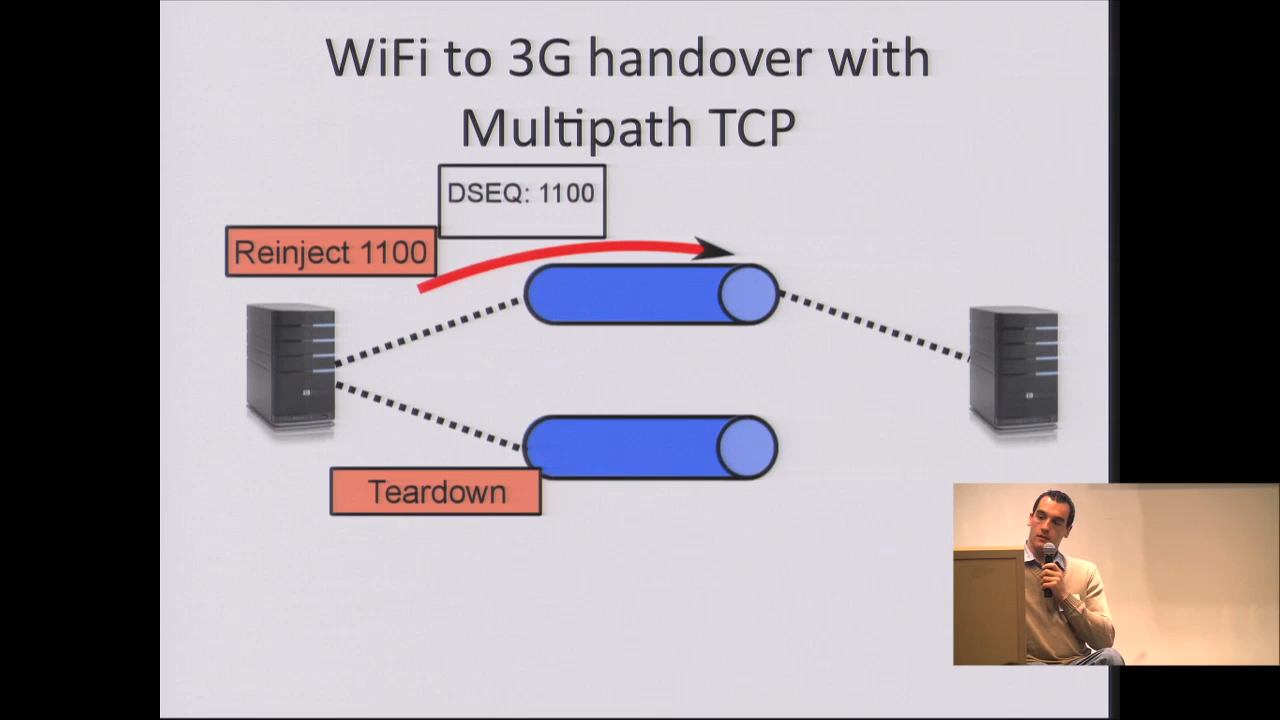 WiFi to 3G handover with
Multipath TCP
DSEQ: 1100
Reinject 1100
Teardown